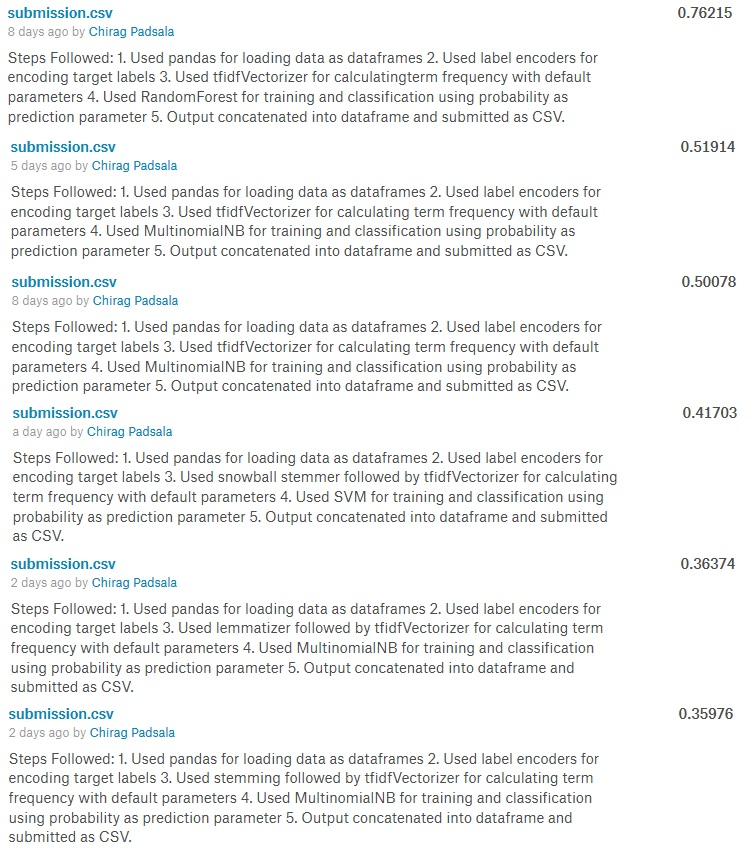 submission.csv 0.76215
8 days ago by Chirag Padsala
Steps Followed: 1. Used pandas for loading data as dataframes 2. Used label encoders for
encoding target labels 3. Used tfidfVectorizer for calculatingterm frequency with default
parameters 4. Used RandomForest for training and classification using probability as
prediction parameter 5. Output concatenated into dataframe and submitted as CSV.
submission.csv 0.51914
5 days ago by Chirag Padsala
Steps Followed: 1. Used pandas for loading data as dataframes 2. Used label encoders for
encoding target labels 3. Used tfidfVectorizer for calculating term frequency with default
parameters 4. Used MultinomialNB for training and classification using probability as
prediction parameter 5. Output concatenated into dataframe and submitted as CSV.
submission.csv 0.50078
8 days ago by Chirag Padsala
Steps Followed: 1. Used pandas for loading data as dataframes 2. Used label encoders for
encoding target labels 3. Used tfidfVectorizer for calculating term frequency with default
parameters 4. Used MultinomialNB for training and classification using probability as
prediction parameter 5. Output concatenated into dataframe and submitted as CSV.
submission.csv 0.41703
a day ago by Chirag Padsala
Steps Followed: 1. Used pandas for loading data as dataframes 2. Used label encoders for
encoding target labels 3. Used snowball stemmer followed by tfidfVectorizer for calculating
term frequency with default parameters 4. Used SVM for training and classification using
probability as prediction parameter 5. Output concatenated into dataframe and submitted
as CSV.
submission.csv 0.36374
2 days ago by Chirag Padsala
Steps Followed: 1. Used pandas for loading data as dataframes 2. Used label encoders for
encoding target labels 3. Used lemmatizer followed by tfidfVectorizer for calculating term
frequency with default parameters 4. Used MultinomialNB for training and classification
using probability as prediction parameter 5. Output concatenated into dataframe and
submitted as CSV.
submission.csv 0.35976
2 days ago by Chirag Padsala
Steps Followed: 1. Used pandas for loading data as dataframes 2. Used label encoders for
encoding target labels 3. Used stemming followed by tfidfVectorizer for calculating term
frequency with default parameters 4. Used MultinomialNB for training and classification
using probability as prediction parameter 5. Output concatenated into dataframe and
submitted as CSV.